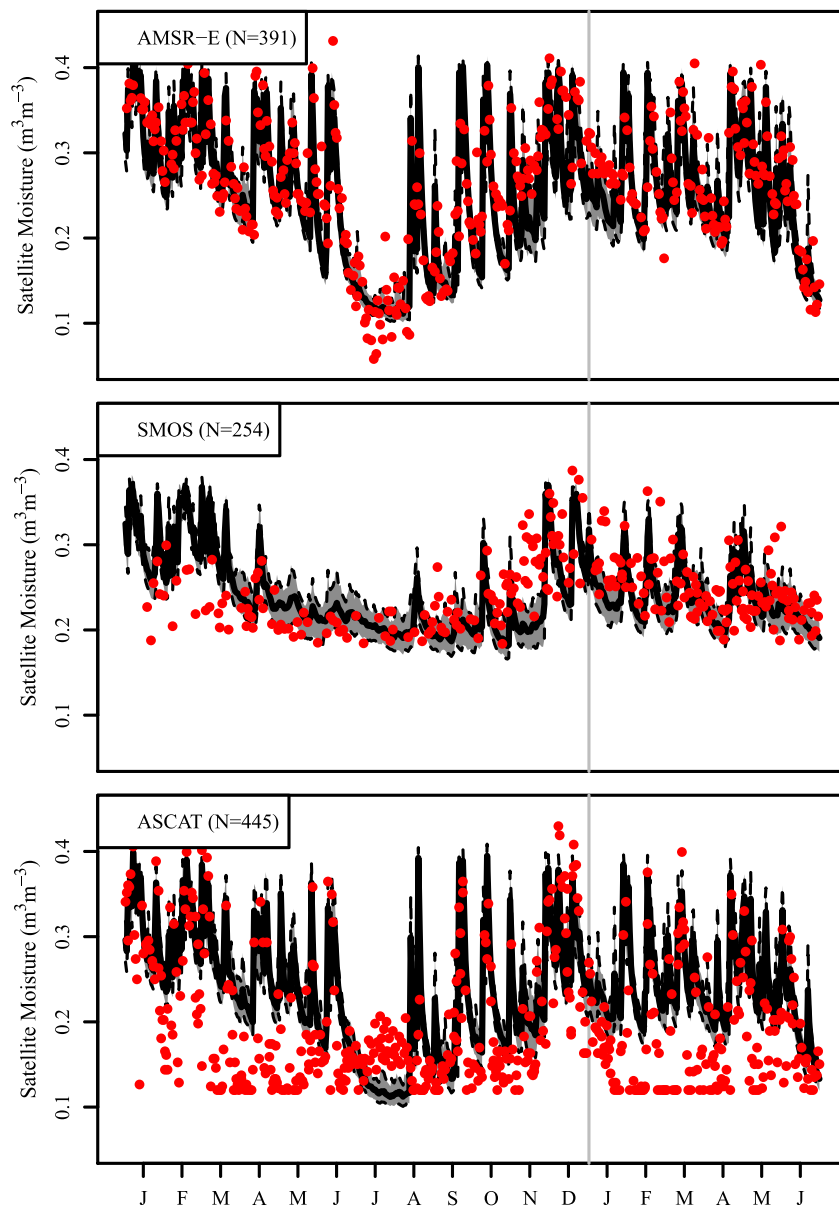 AMSR−E (N=391)
Satellite Moisture (m³m⁻³)
0.4
0.3
0.2
0.1
SMOS (N=254)
Satellite Moisture (m³m⁻³)
0.4
0.3
0.2
0.1
ASCAT (N=445)
Satellite Moisture (m³m⁻³)
0.4
0.3
0.2
0.1
J F M A M J J A S O N D J F M A M J